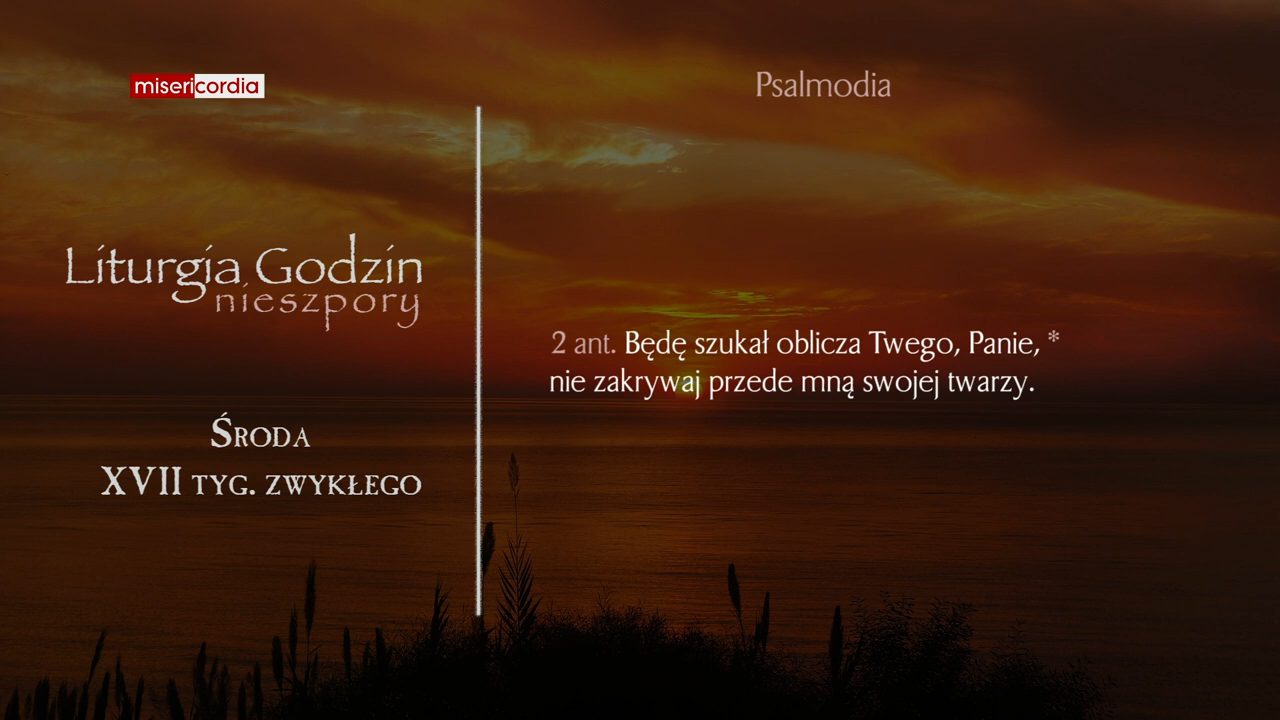 misericordia
Psalmodia
Liturgia Godzin
nieszpory
2 ant. Będę szukał oblicza Twego, Panie, *
nie zakrywaj przede mną swojej twarzy.
Środa
XVII tyg. zwykłego